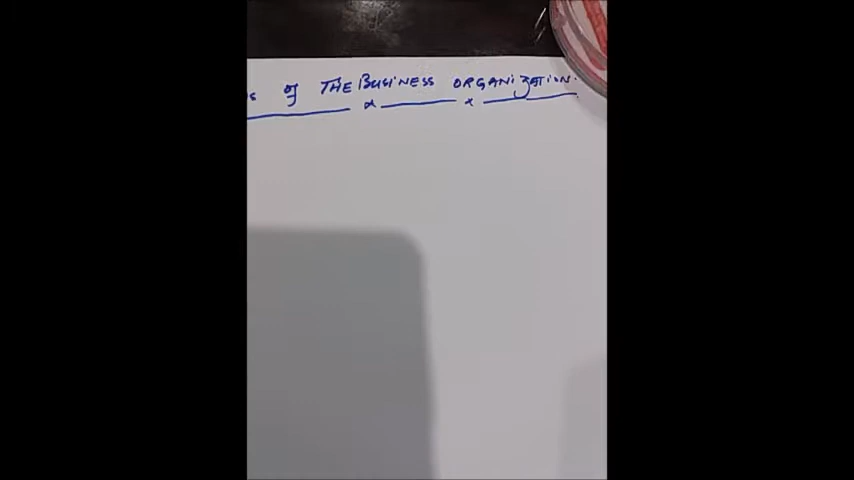 s of THE BUSINESS ORGANIZATION.